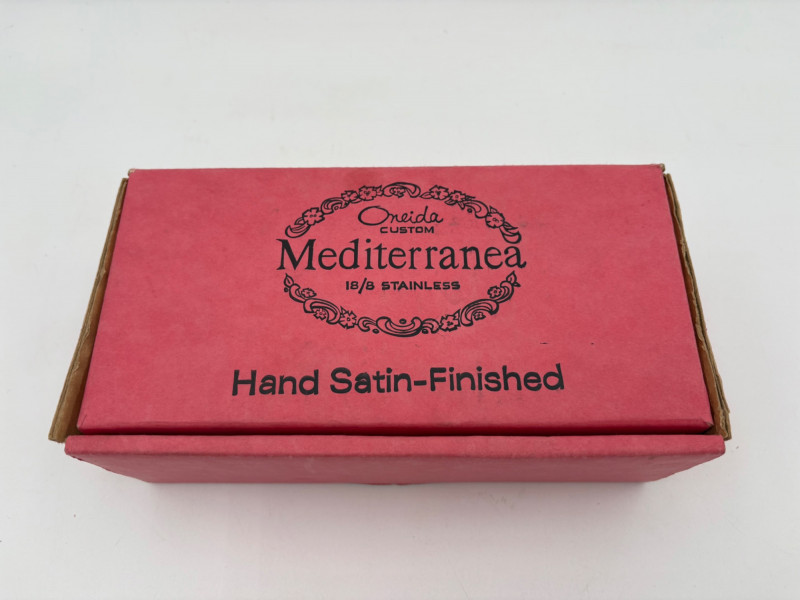 Oneida
CUSTOM
Mediterranea
18/8 STAINLESS
Hand Satin-Finished